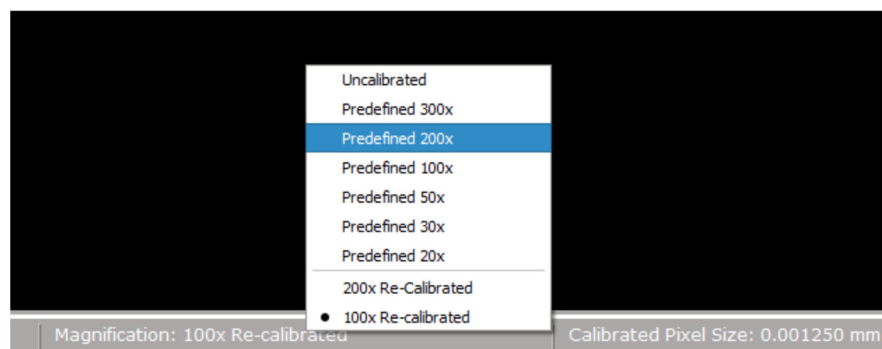 Uncalibrated
Predefined 300x
Predefined 200x
Predefined 100x
Predefined 50x
Predefined 30x
Predefined 20x
200x Re-Calibrated
100x Re-calibrated
Magnification: 100x Re-calibrated
Calibrated Pixel Size: 0.001250 mm